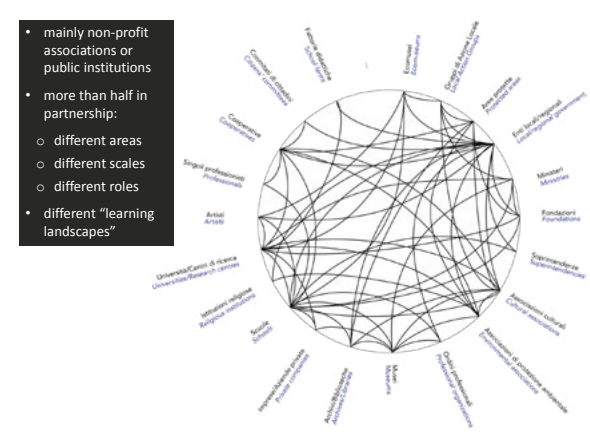 • mainly non-profit
associations or
public institutions
• more than half in
partnership:
o different areas
o different scales
o different roles
• different “learning
landscapes”
Ecomusei
Ecomuseums
Gruppi di Azione Locale
Local Action Groups
Aree protette
Protected areas
Enti locali/regionali
Local/regional government
Ministeri
Ministries
Fondazioni
Foundations
Soprintendenze
Superintendencies
Associazioni culturali
Cultural associations
Associazioni di protezione ambientale
Environmental associations
Ordini professionali
Professional organizations
Musei
Museums
Archivi/Biblioteche
Archives/Libraries
Imprese/Aziende private
Private companies
Scuole
Schools
Istituzioni religiose
Religious institutions
Università/Centri di ricerca
Universities/Research centres
Artisti
Artists
Singoli professionisti
Professionals
Cooperative
Cooperatives
Comitati di cittadini
Citizens' committees
Fattorie didattiche
School farms